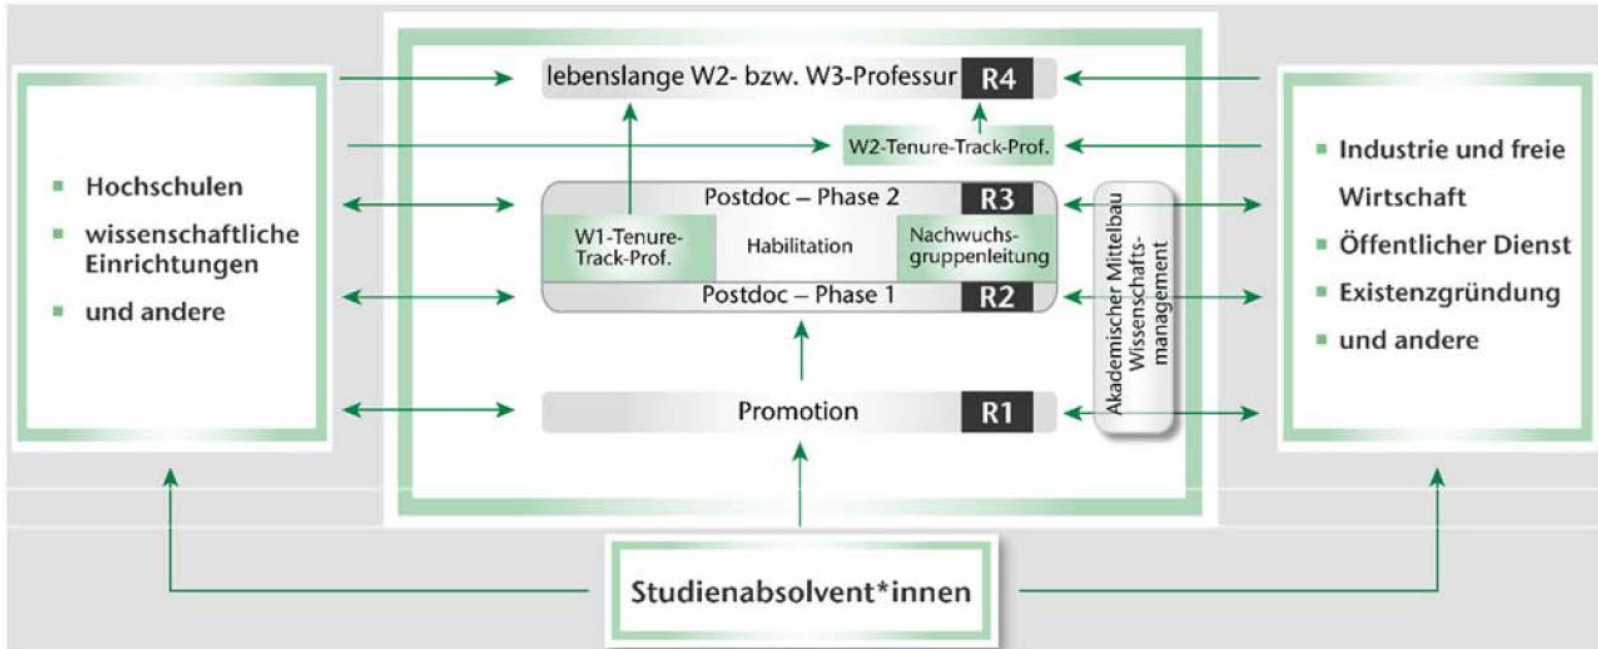 Hochschulen
wissenschaftliche
Einrichtungen
und andere
lebenslange W2- bzw. W3-Professur R4
W2-Tenure-Track-Prof.
Postdoc – Phase 2 R3
W1-Tenure-
Track-Prof.
Habilitation
Nachwuchs-
gruppenleitung
Postdoc – Phase 1 R2
Promotion R1
Akademischer Mittelbau
Wissenschafts-
management
Industrie und freie
Wirtschaft
Öffentlicher Dienst
Existenzgründung
und andere
Studienabsolvent*innen